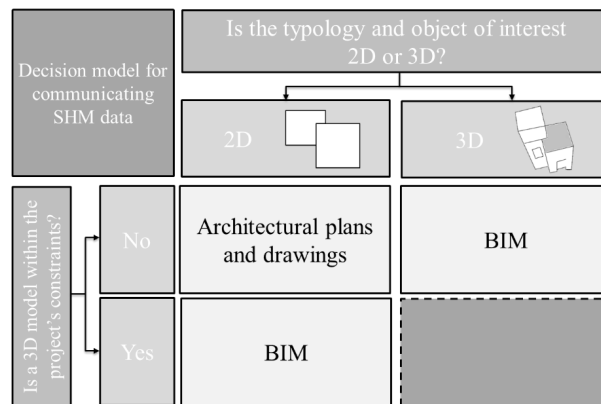 Is the typology and object of interest
2D or 3D?
Decision model for
communicating
SHM data
2D
3D
Is a 3D model within the
project's constraints?
No
Architectural plans
and drawings
BIM
Yes
BIM